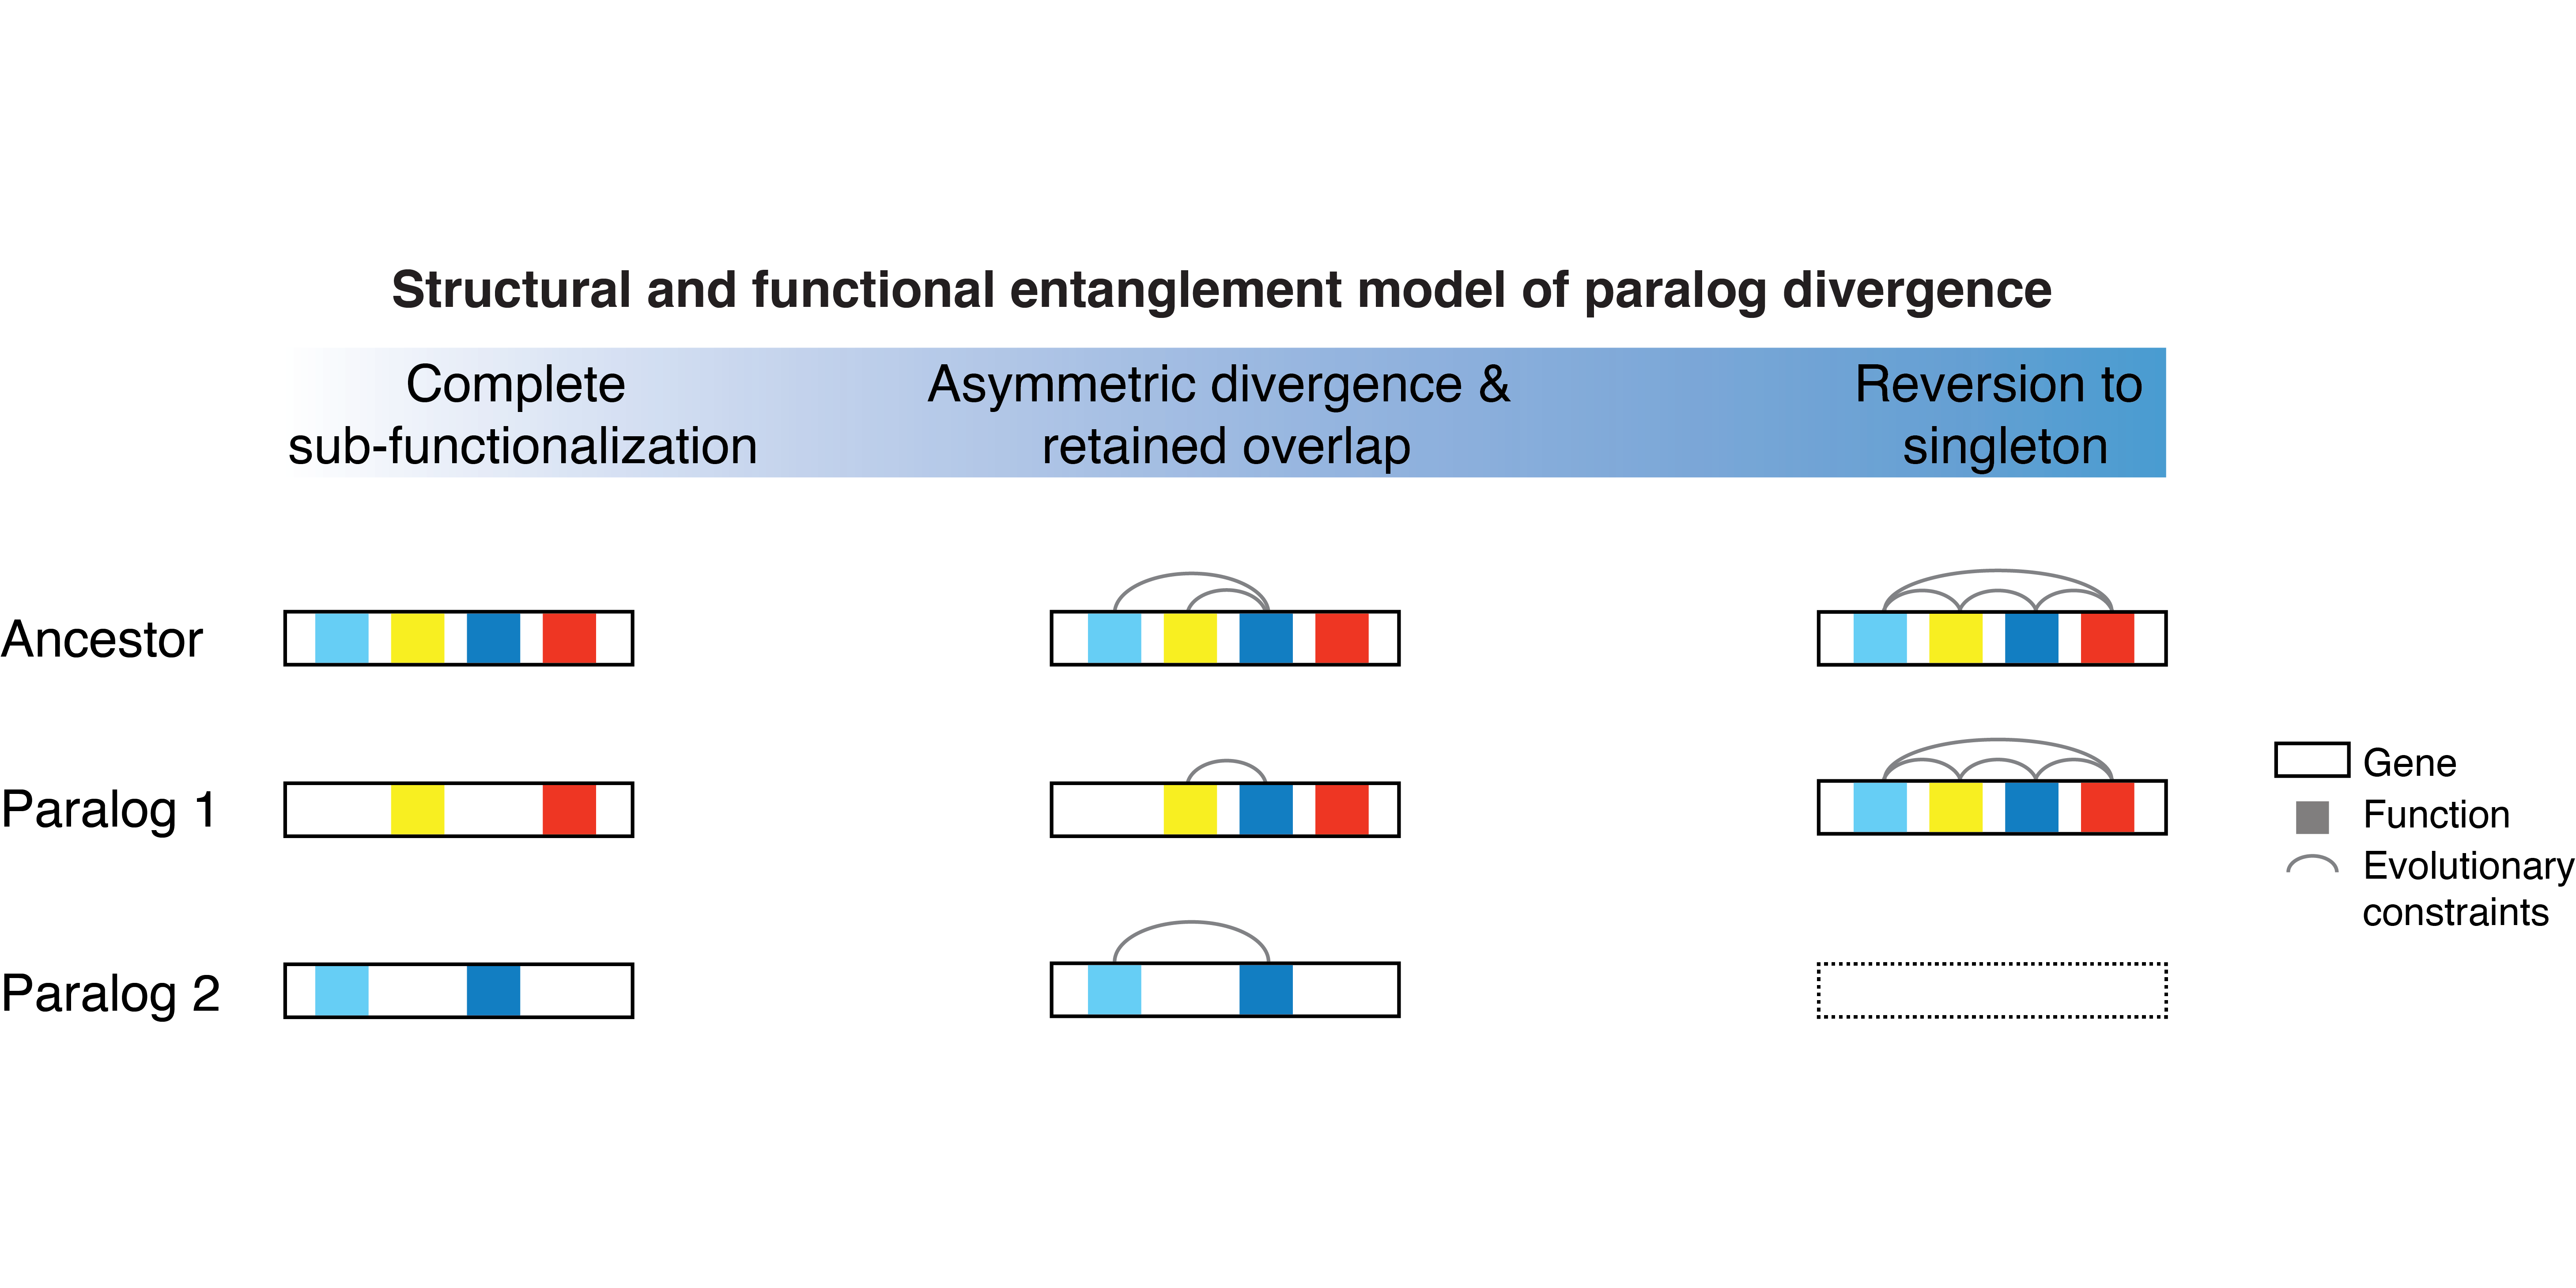 Structural and functional entanglement model of paralog divergence
Complete
sub-functionalization
Asymmetric divergence &
retained overlap
Reversion to
singleton
Ancestor
Paralog 1
Paralog 2
Gene
Function
Evolutionary
constraints